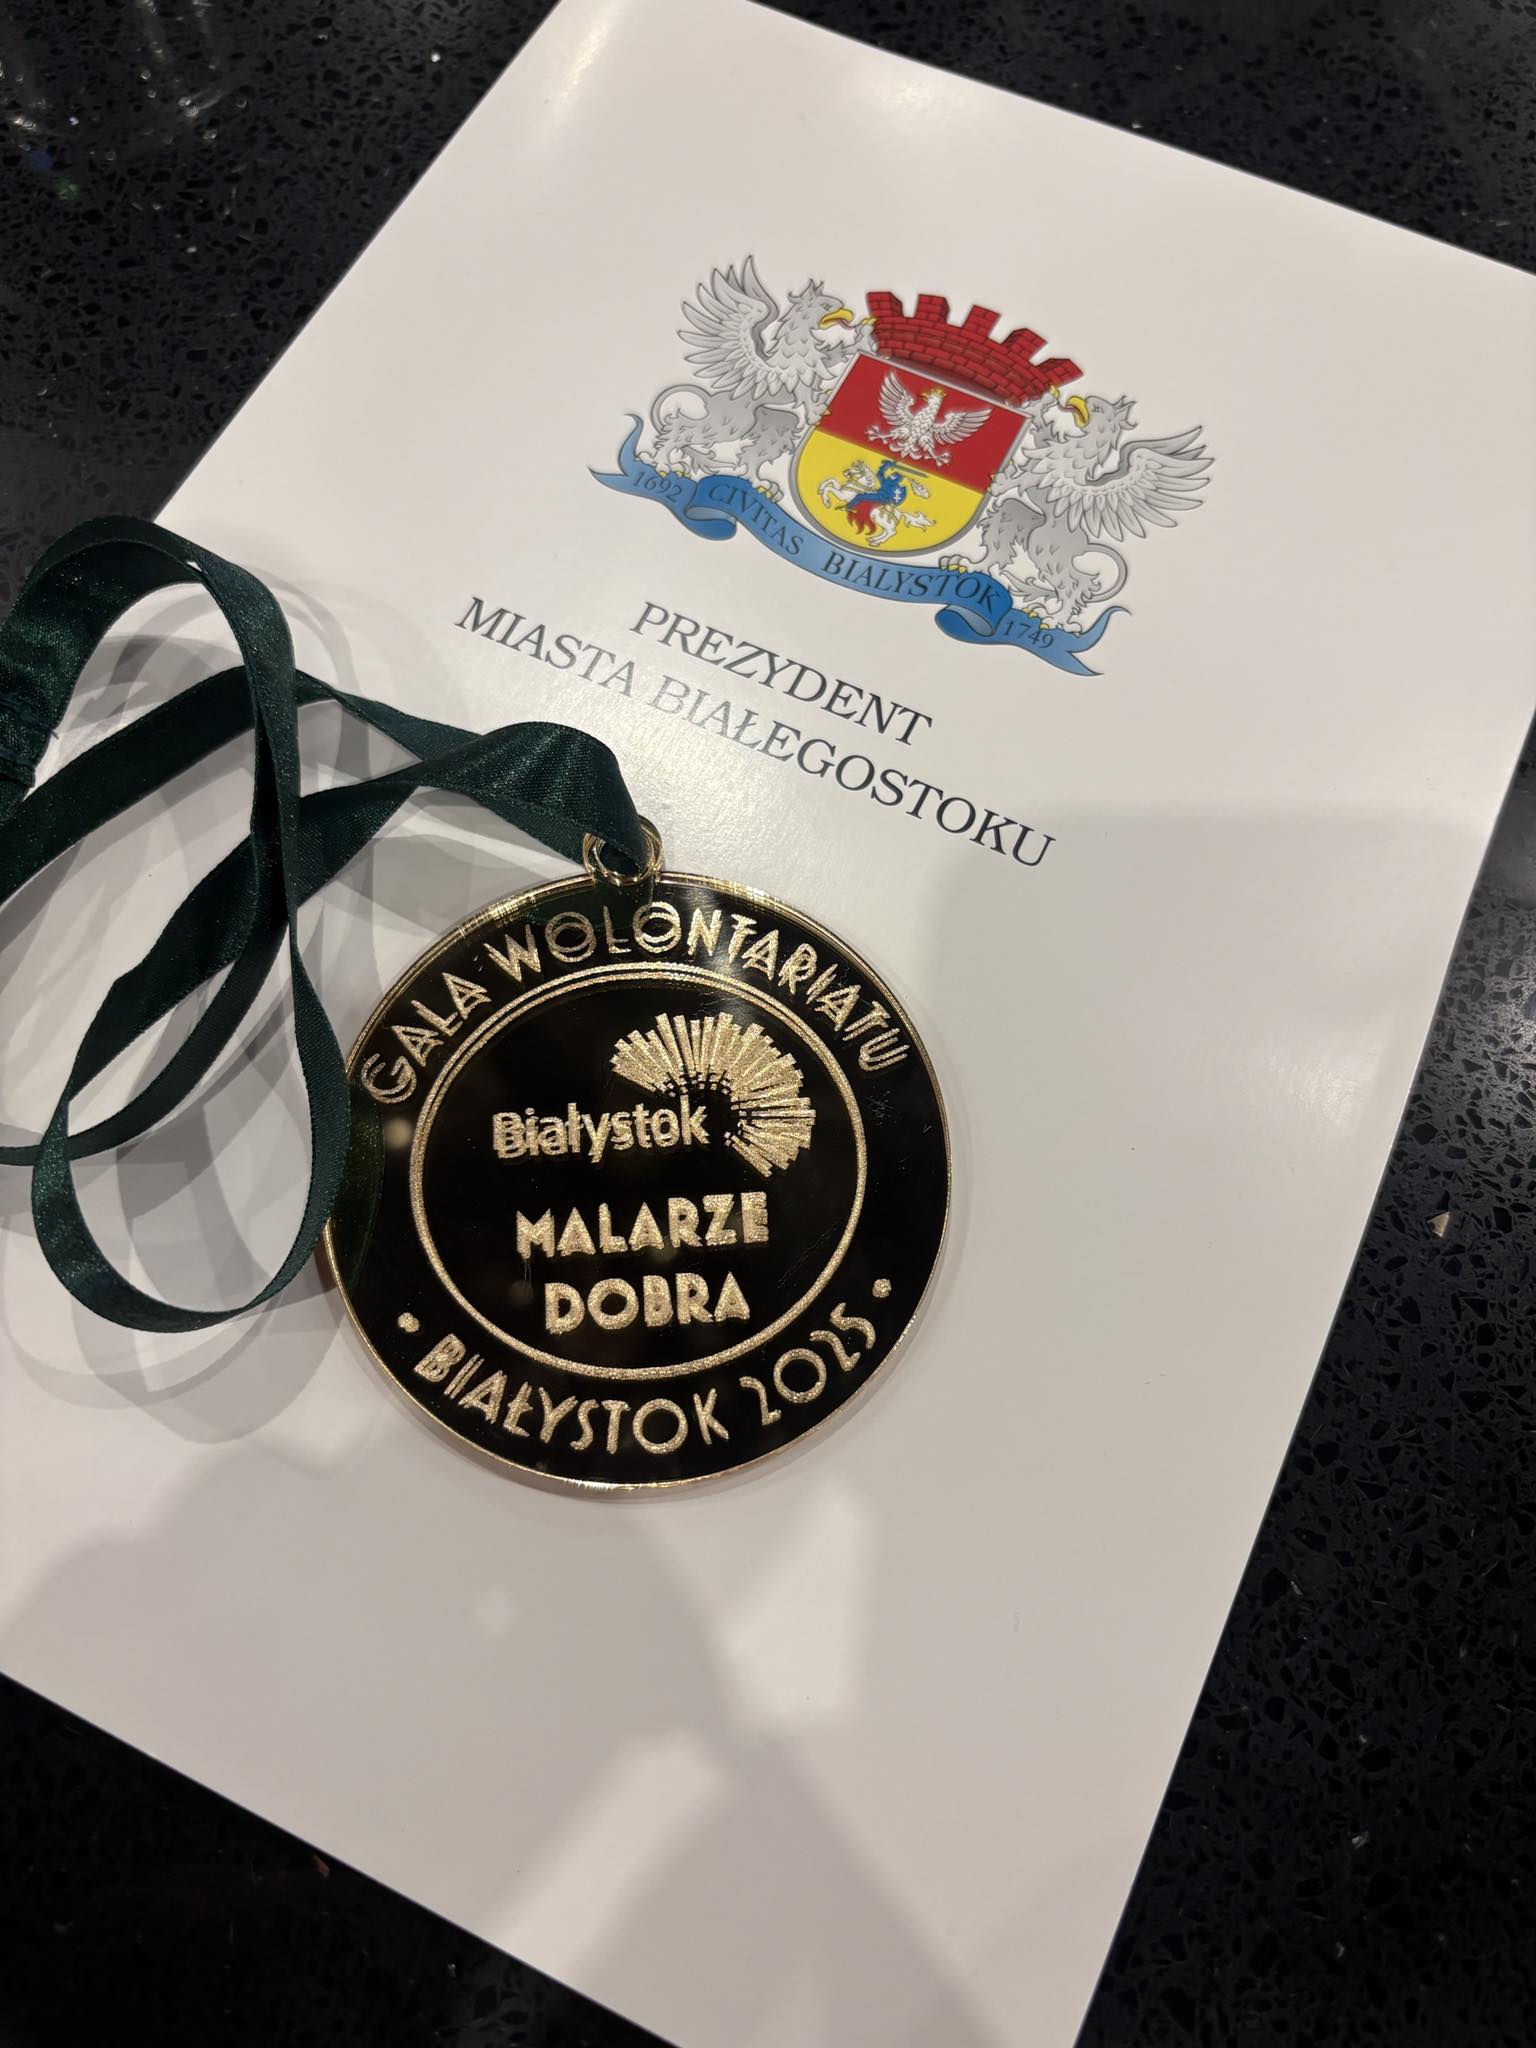 1692 CIVITAS BIALYSTOK 1749
PREZYDENT
MIASTA BIAŁEGOSTOKU
GALA WOLONTARIATU
Białystok
MALARZE
DOBRA
• BIAŁYSTOK 2025 •